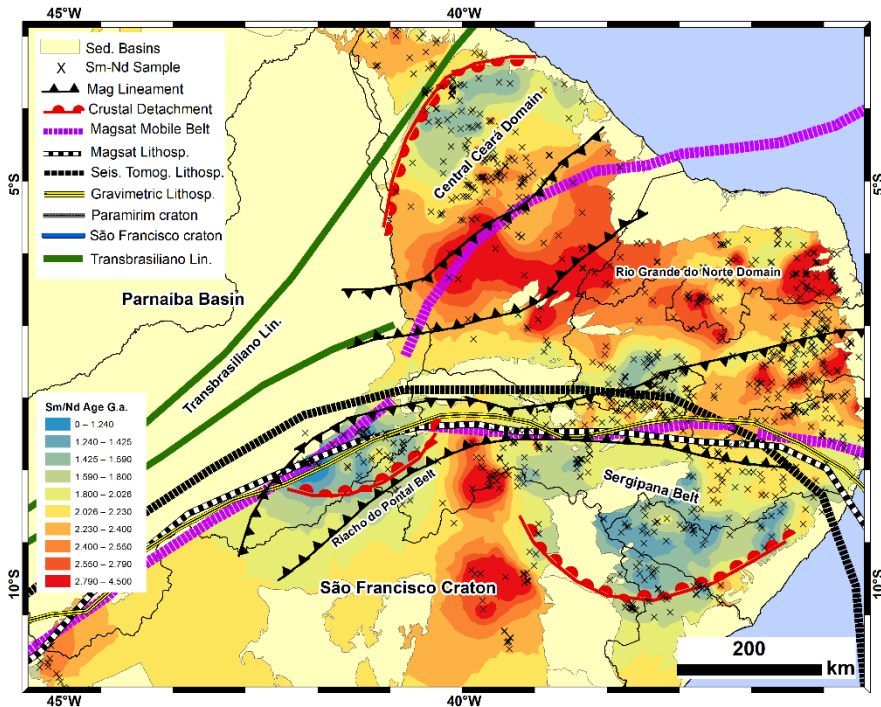 45°W
40°W
Sed. Basins
Sm-Nd Sample
Mag Lineament
Crustal Detachment
Magsat Mobile Belt
Magsat Lithosp.
Seis. Tomog. Lithosp.
Gravimetric Lithosp.
Paramirim craton
São Francisco craton
Transbrasiliano Lin.
Central Ceará Domain
5°S
5°S
Rio Grande do Norte Domain
Parnaíba Basin
Transbrasiliano Lin.
Sm/Nd Age G.a.
0 – 1.240
1.240 – 1.425
1.425 – 1.590
1.590 – 1.800
1.800 – 2.026
2.026 – 2.230
2.230 – 2.400
2.400 – 2.550
2.550 – 2.790
2.790 – 4.500
Sergipana Belt
Riacho do Pontal Belt
São Francisco Craton
10°S
10°S
200
km
45°W
40°W